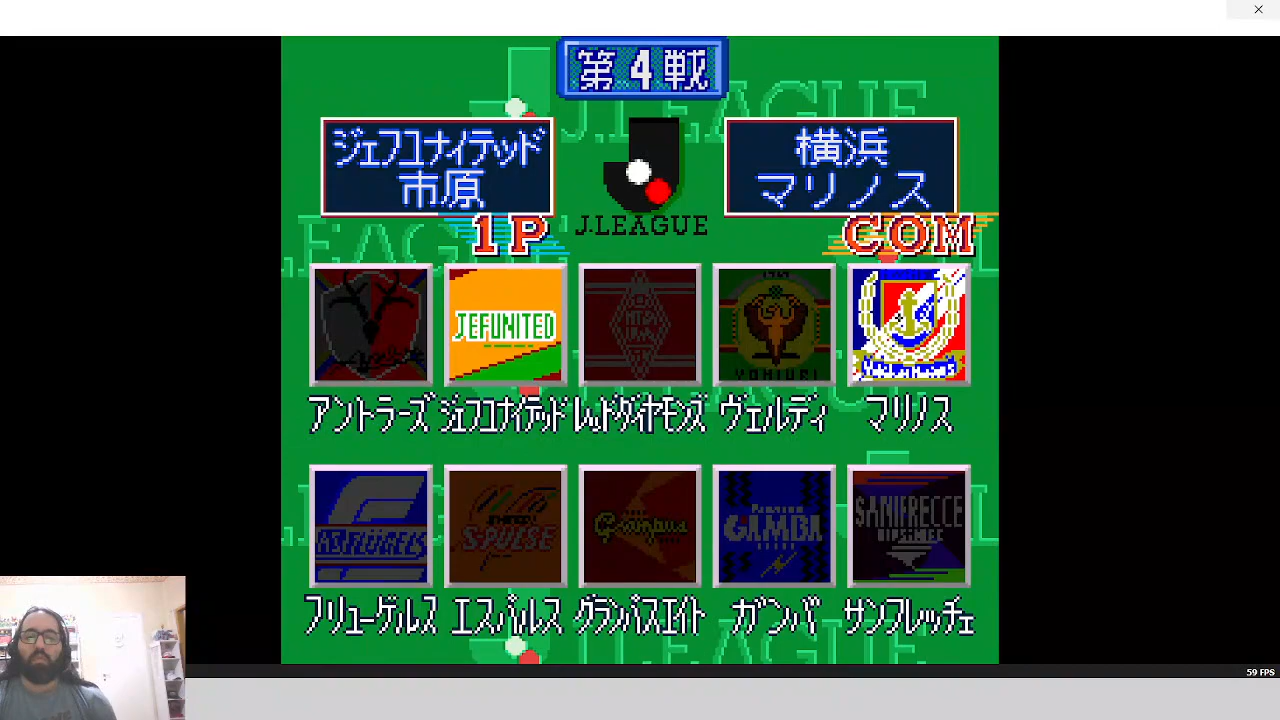 第4戦
ジェフユナイテッド
市原
横浜
マリノス
1P
J.LEAGUE
COM
JEFUNITED
YOMIURI
アントラーズ ジェフユナイテッド レッドダイヤモンズ ヴェルディ マリノス
S-PULSE
Grampus
GAMBA
SANFRECCE
フリューゲルス エスパルス グランパスエイト ガンバ サンフレッチェ
59 FPS